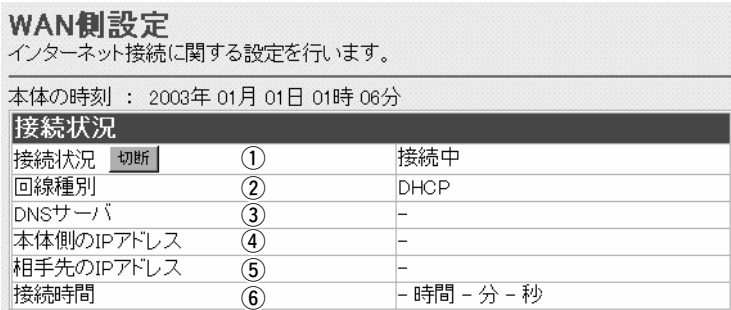 WAN側設定
インターネット接続に関する設定を行います。
本体の時刻 : 2003年 01月 01日 01時 06分
接続状況
接続状況 切断 ① 接続中
回線種別 ② DHCP
DNSサーバ ③ –
本体側のIPアドレス ④ –
相手先のIPアドレス ⑤ –
接続時間 ⑥ – 時間 – 分 – 秒